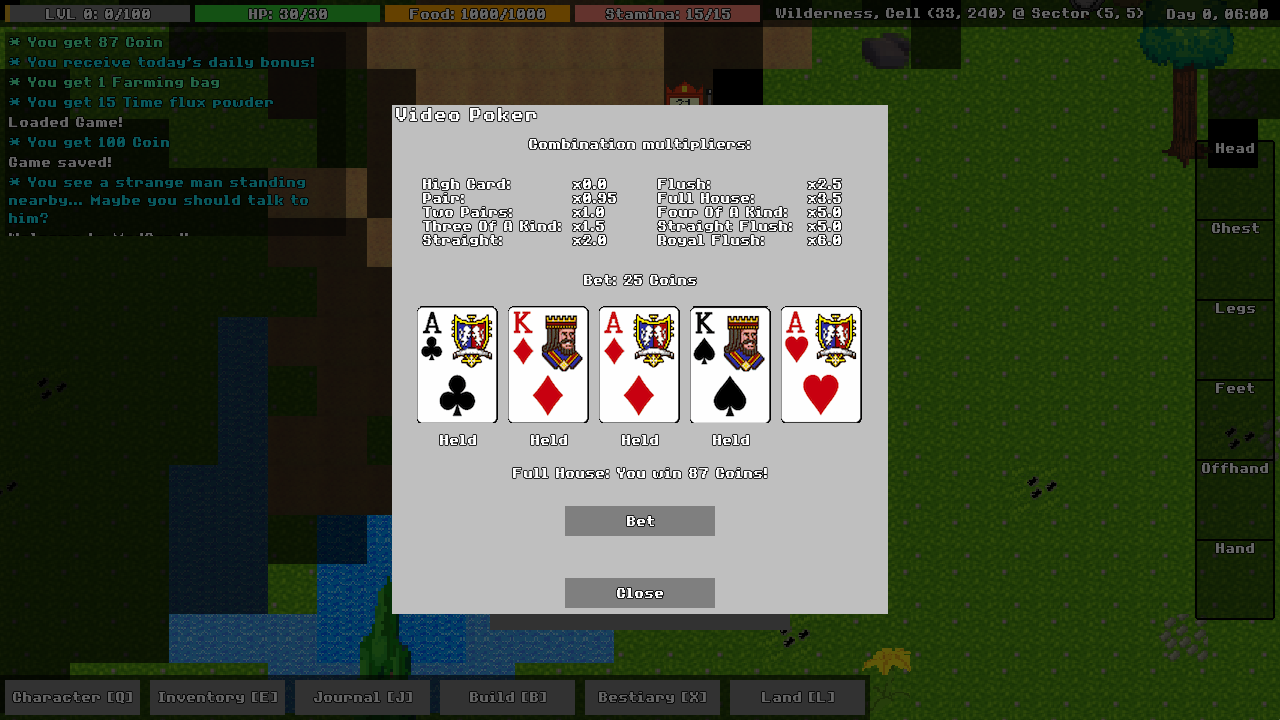 LVL 0: 0/100 HP: 30/30 Food: 1000/1000 Stamina: 15/15 Wilderness, Cell (33, 240) @ Sector (5, 5) Day 0, 06:00
* You get 87 Coin
* You receive today's daily bonus!
* You get 1 Farming bag
* You get 15 Time flux powder
Loaded Game!
* You get 100 Coin
Game saved!
* You see a strange man standing
nearby... Maybe you should talk to
him?
Video Poker
Combination multipliers:
High Card: x0.0 Flush: x2.5
Pair: x0.95 Full House: x3.5
Two Pairs: x1.0 Four Of A Kind: x5.0
Three Of A Kind: x1.5 Straight Flush: x5.0
Straight: x2.0 Royal Flush: x6.0
Bet: 25 Coins
A K A K A
Held Held Held Held
Full House: You win 87 Coins!
Bet
Close
Head
Chest
Legs
Feet
Offhand
Hand
Character [Q] Inventory [E] Journal [J] Build [B] Bestiary [X] Land [L]